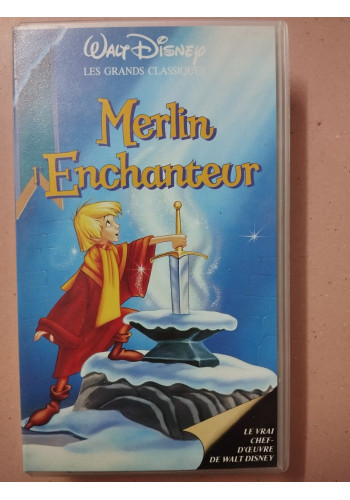 WALT DISNEY
LES GRANDS CLASSIQUES
Merlin
Enchanteur
LE VRAI
CHEF-
D'ŒUVRE
DE WALT DISNEY